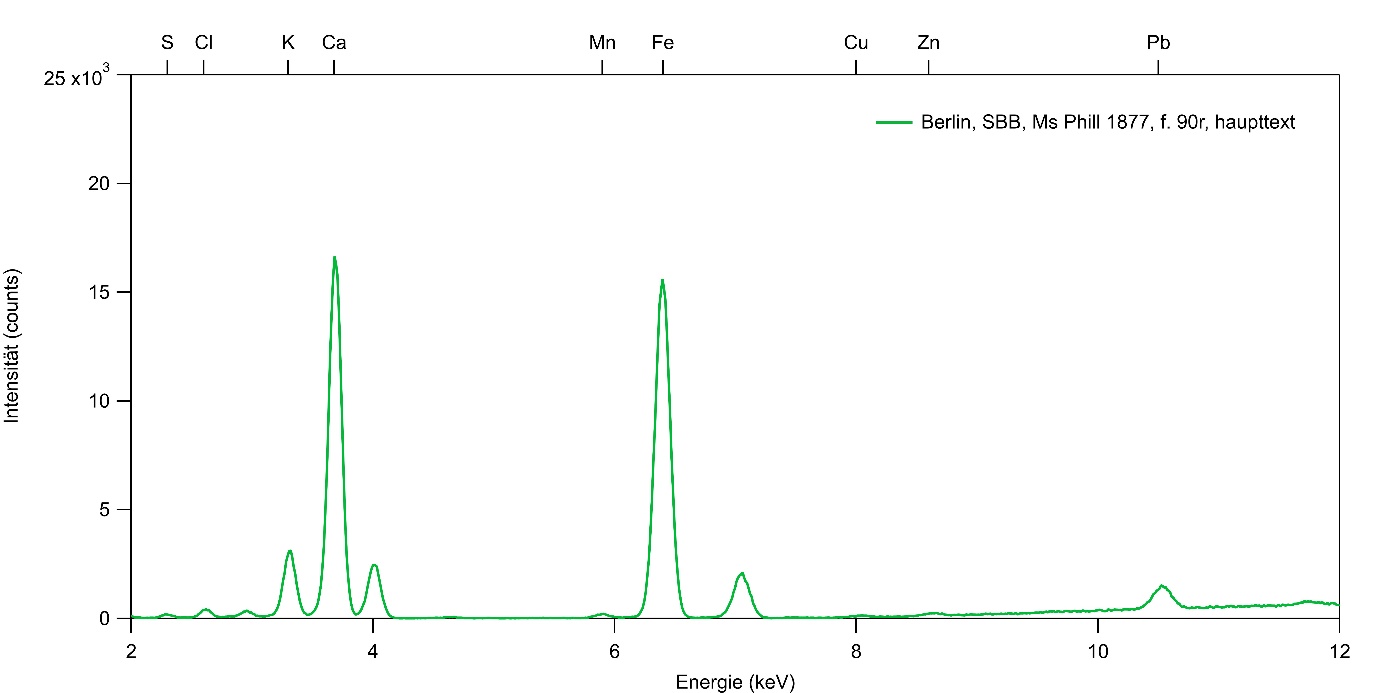 S Cl K Ca Mn Fe Cu Zn Pb
25 x10³
Berlin, SBB, Ms Phill 1877, f. 90r, haupttext
20
15
10
5
0
Intensität (counts)
2 4 6 8 10 12
Energie (keV)